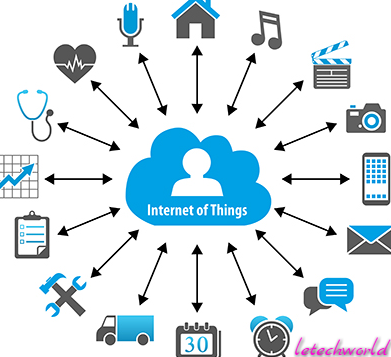 Internet of Things
30
letechworld